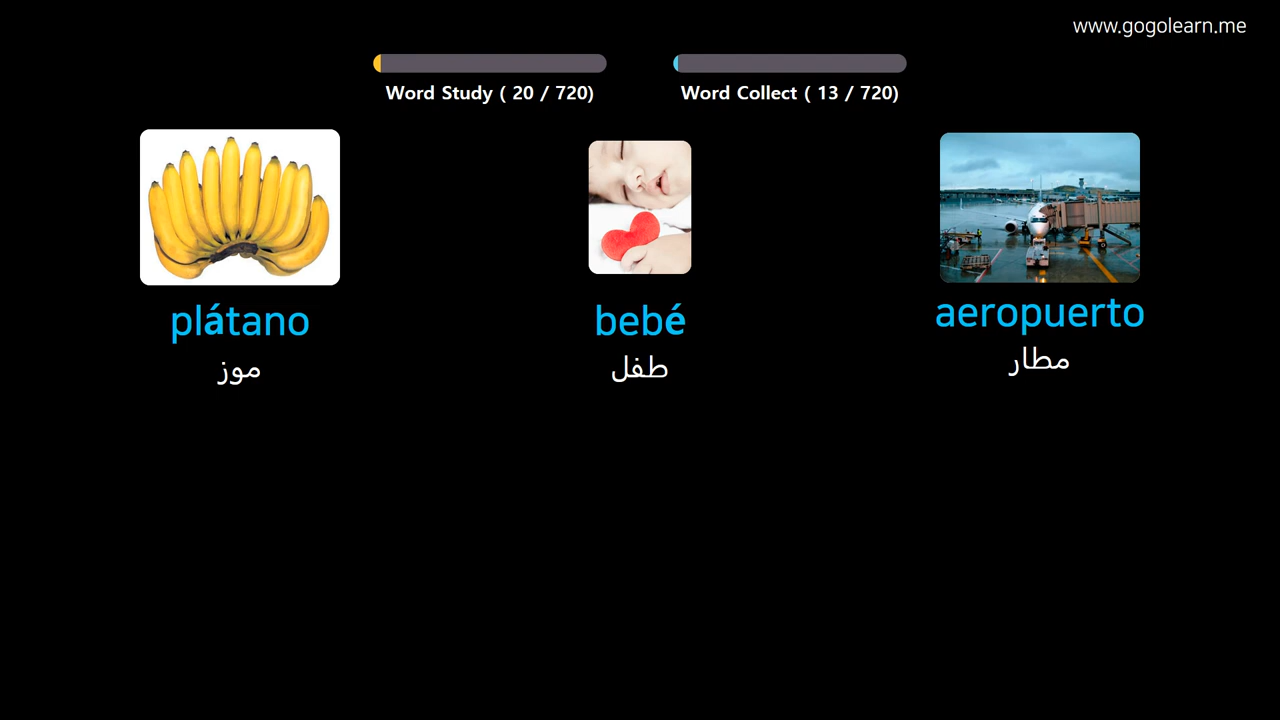 www.gogolearn.me
Word Study ( 20 / 720)
Word Collect ( 13 / 720)
plátano
موز
bebé
طفل
aeropuerto
مطار